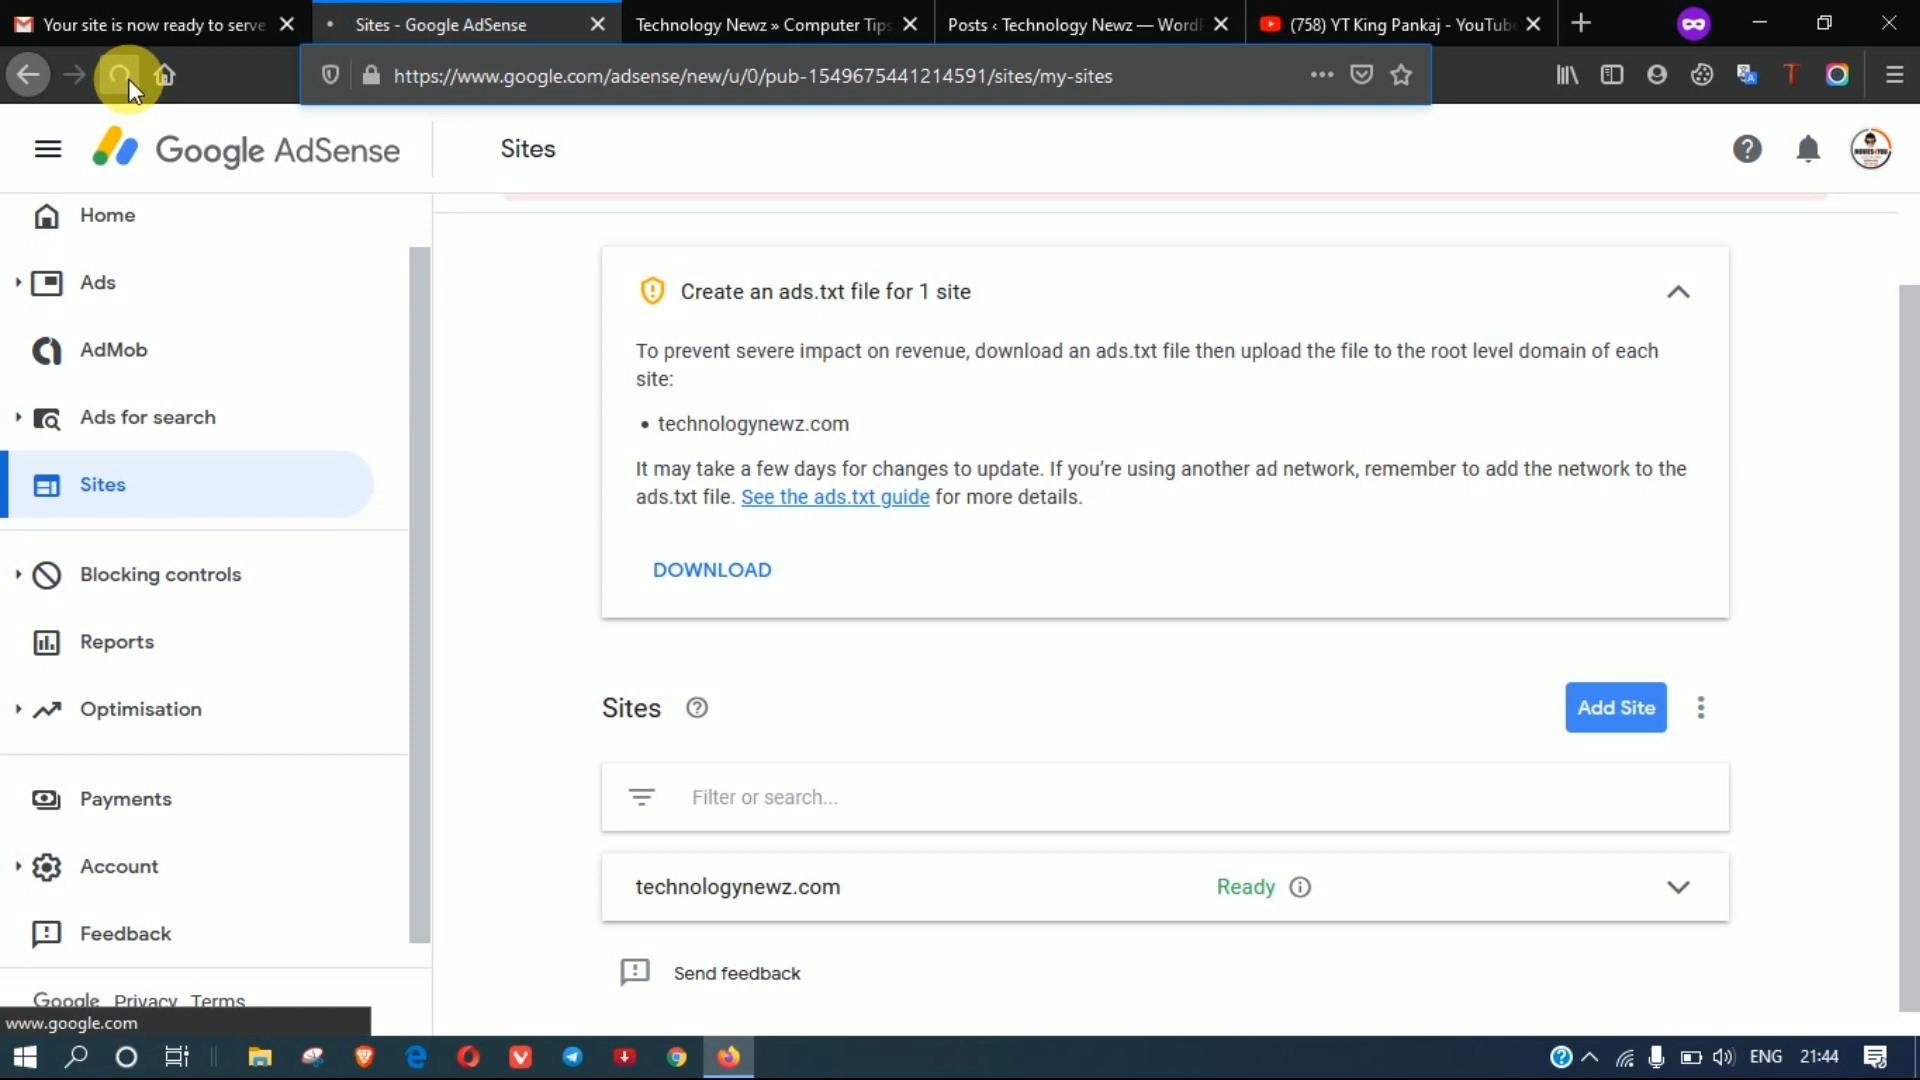 Your site is now ready to serve
Sites - Google AdSense
Technology Newz » Computer Tips
Posts ‹ Technology Newz — WordP
(758) YT King Pankaj - YouTube
https://www.google.com/adsense/new/u/0/pub-1549675441214591/sites/my-sites
Google AdSense
Sites
Home
Ads
AdMob
Ads for search
Sites
Blocking controls
Reports
Optimisation
Payments
Account
Feedback
Google Privacy Terms
www.google.com
Create an ads.txt file for 1 site
To prevent severe impact on revenue, download an ads.txt file then upload the file to the root level domain of each
site:
• technologynewz.com
It may take a few days for changes to update. If you’re using another ad network, remember to add the network to the
ads.txt file. See the ads.txt guide for more details.
DOWNLOAD
Sites
Add Site
Filter or search...
technologynewz.com Ready
Send feedback
ENG 21:44